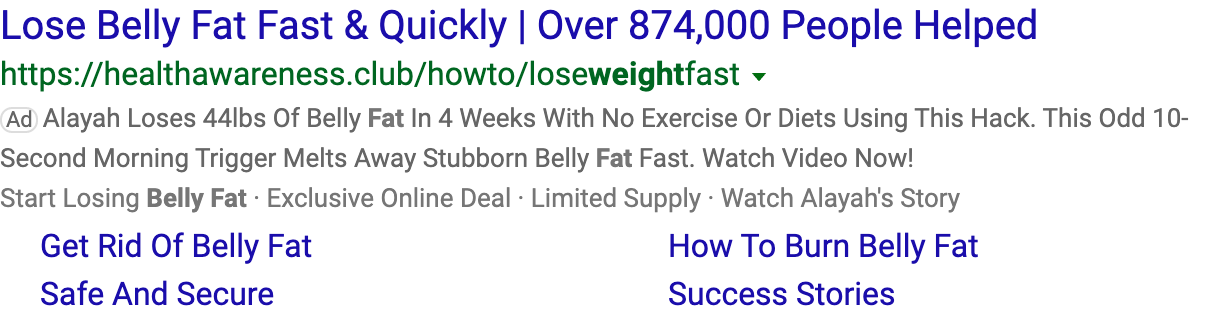 Lose Belly Fat Fast & Quickly | Over 874,000 People Helped
https://healthawareness.club/howto/loseweightfast
Ad Alayah Loses 44lbs Of Belly Fat In 4 Weeks With No Exercise Or Diets Using This Hack. This Odd 10-
Second Morning Trigger Melts Away Stubborn Belly Fat Fast. Watch Video Now!
Start Losing Belly Fat · Exclusive Online Deal · Limited Supply · Watch Alayah's Story
Get Rid Of Belly Fat
How To Burn Belly Fat
Safe And Secure
Success Stories